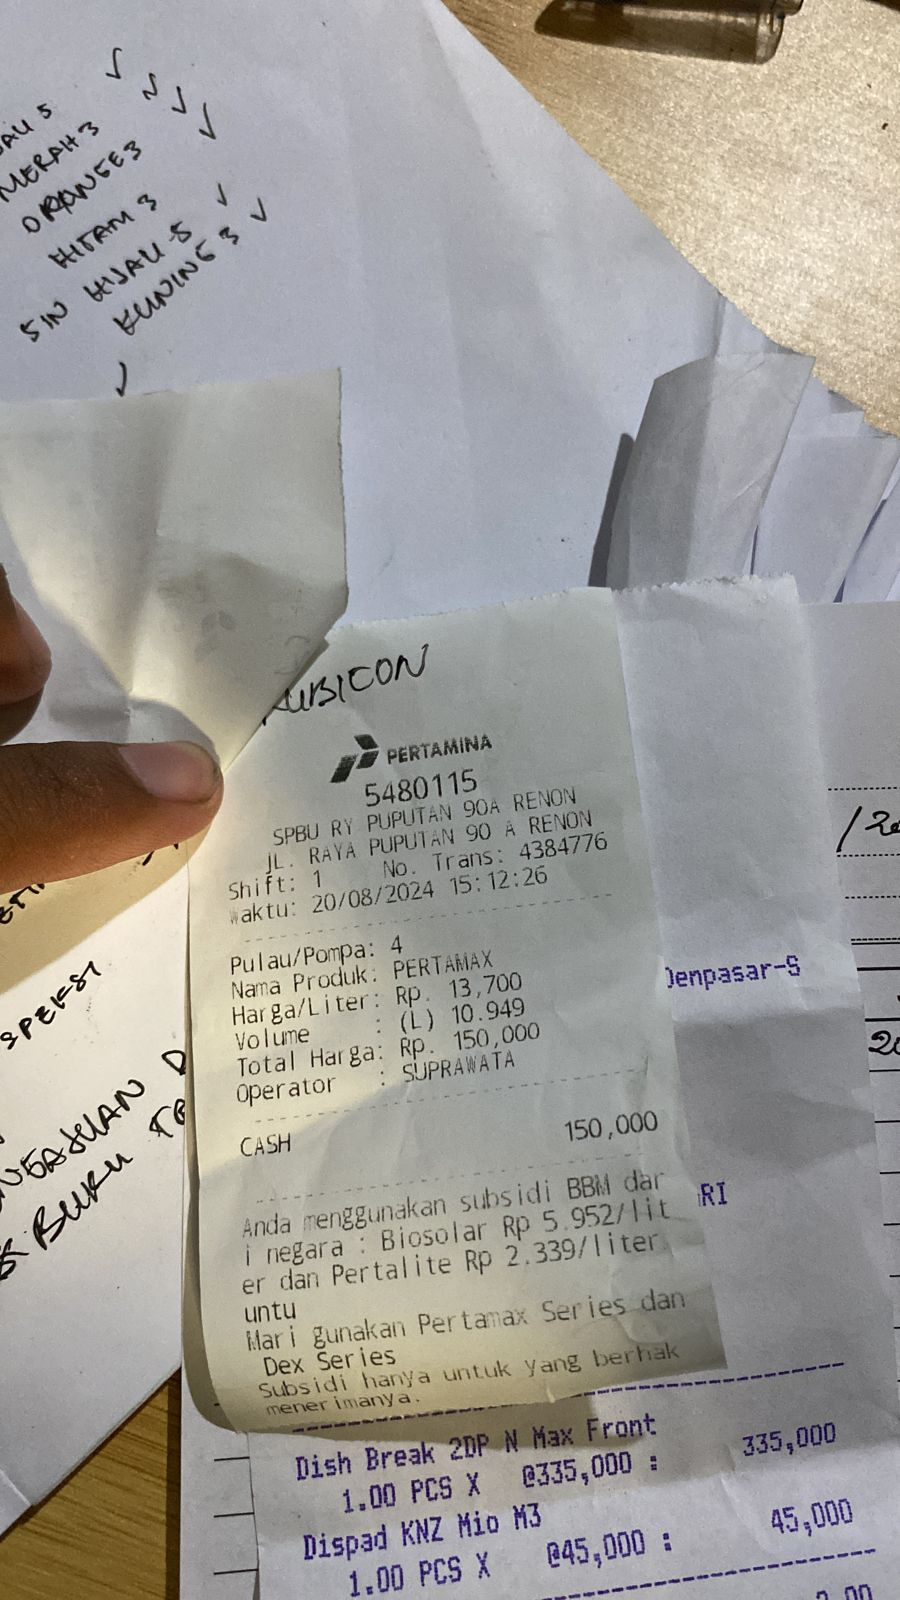 MERAH 3
ORANGE 3
HITAM 3
SIN HIJAU 5
KUNING 3
RUBICON
PERTAMINA
5480115
SPBU RY PUPUTAN 90A RENON
JL. RAYA PUPUTAN 90 A RENON
Shift: 1 No. Trans: 4384776
Waktu: 20/08/2024 15:12:26
Pulau/Pompa: 4
Nama Produk: PERTAMAX
Harga/Liter: Rp. 13,700
Volume : (L) 10.949
Total Harga: Rp. 150,000
Operator : SUPRAWATA
CASH 150,000
Anda menggunakan subsidi BBM dar
i negara : Biosolar Rp 5.952/lit
er dan Pertalite Rp 2.339/liter
untu
Mari gunakan Pertamax Series dan
Dex Series
Subsidi hanya untuk yang berhak
menerimanya.
Denpasar-S
RI
Dish Break 2DP N Max Front
1.00 PCS X @335,000 : 335,000
Dispad KNZ Mio M3
1.00 PCS X @45,000 : 45,000
SPEKSI
BUKU